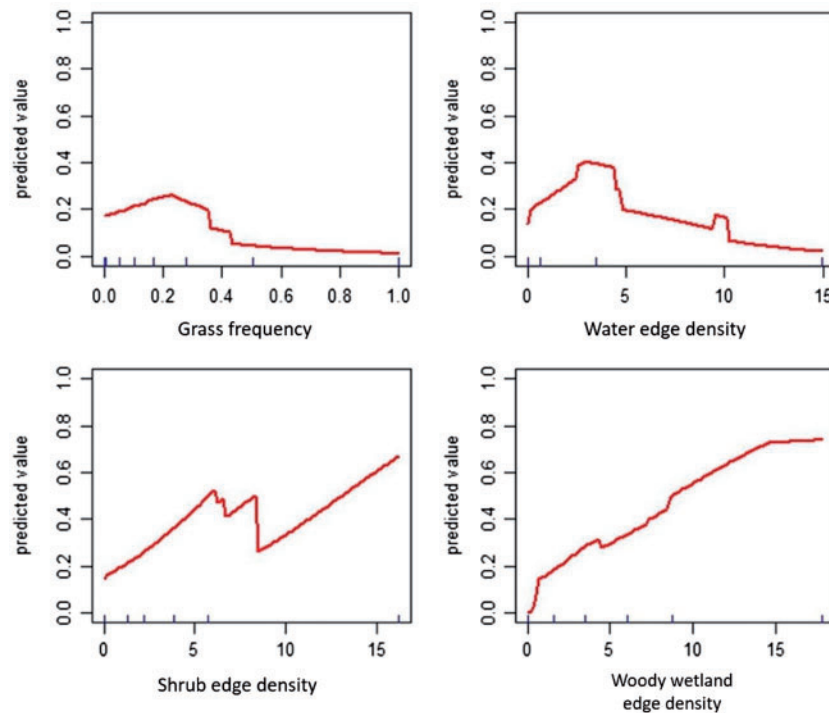 predicted value
1.0
0.8
0.6
0.4
0.2
0.0
0.0 0.2 0.4 0.6 0.8 1.0
Grass frequency
predicted value
1.0
0.8
0.6
0.4
0.2
0.0
0 5 10 15
Water edge density
predicted value
1.0
0.8
0.6
0.4
0.2
0.0
0 5 10 15
Shrub edge density
predicted value
1.0
0.8
0.6
0.4
0.2
0.0
0 5 10 15
Woody wetland
edge density